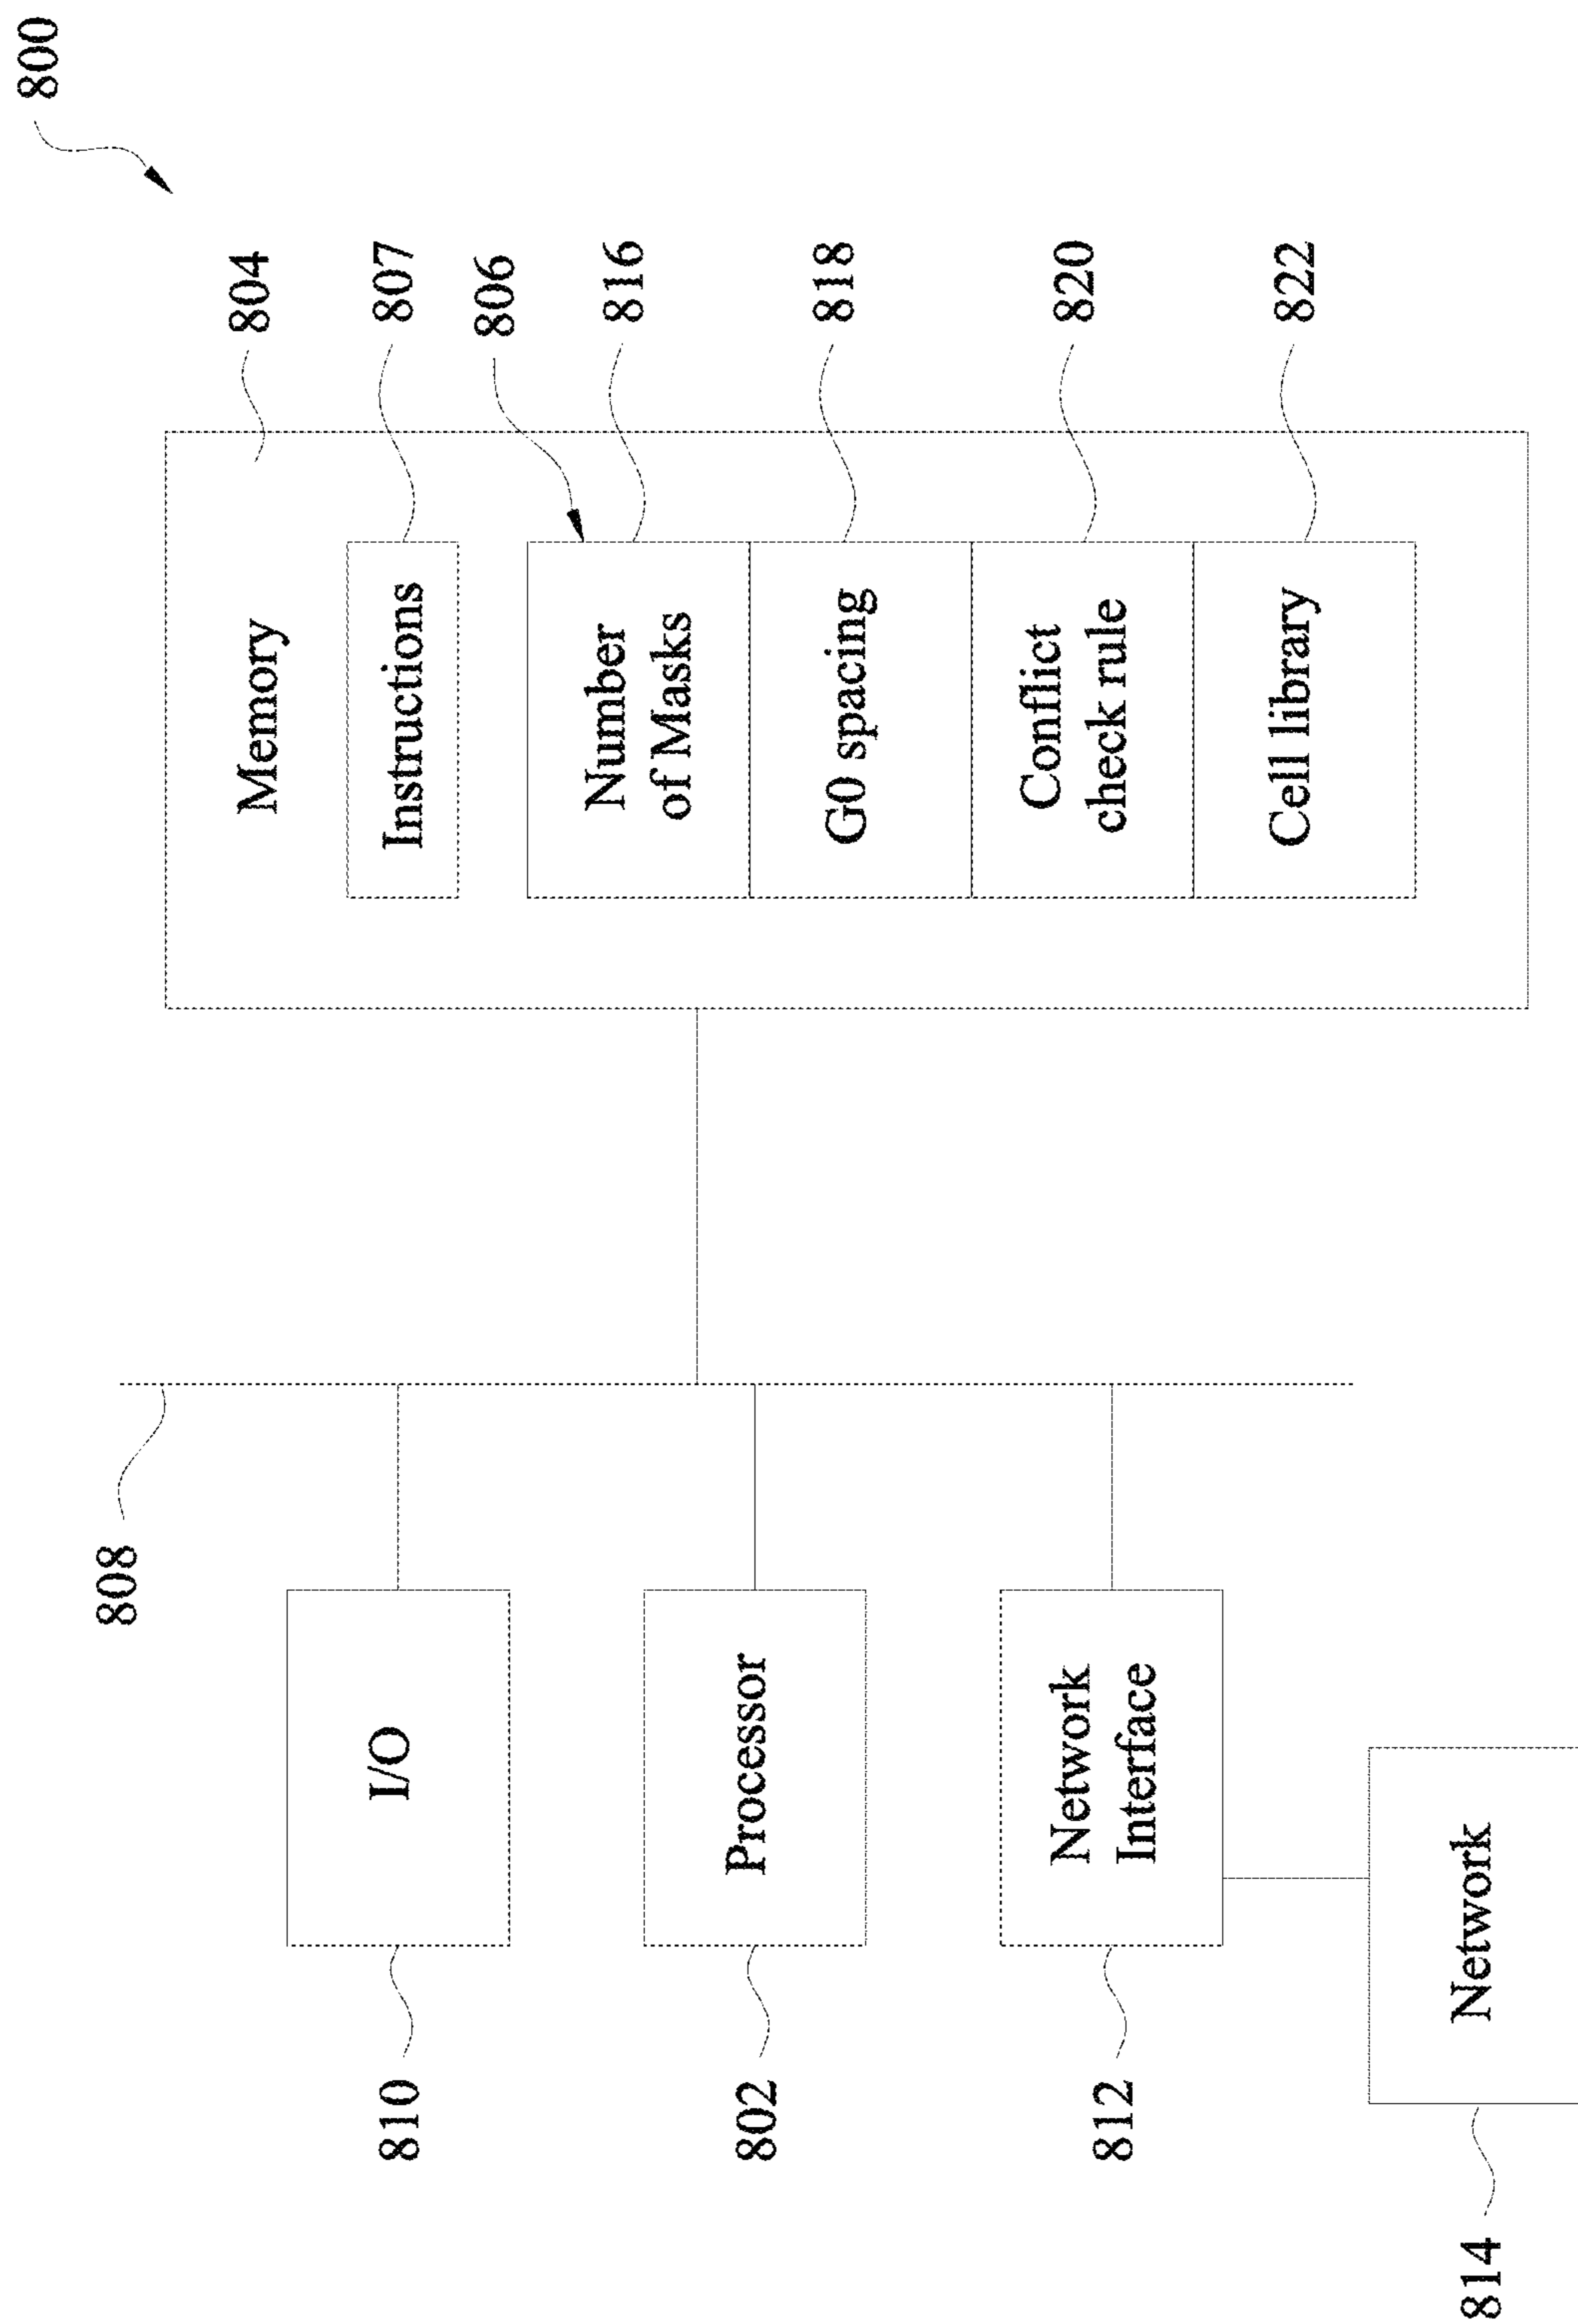 800
804
807
806
816
818
820
822
Memory
Instructions
Number
of Masks
G0 spacing
Conflict
check rule
Cell library
808
I/O
Processor
Network
Interface
Network
810
802
812
814